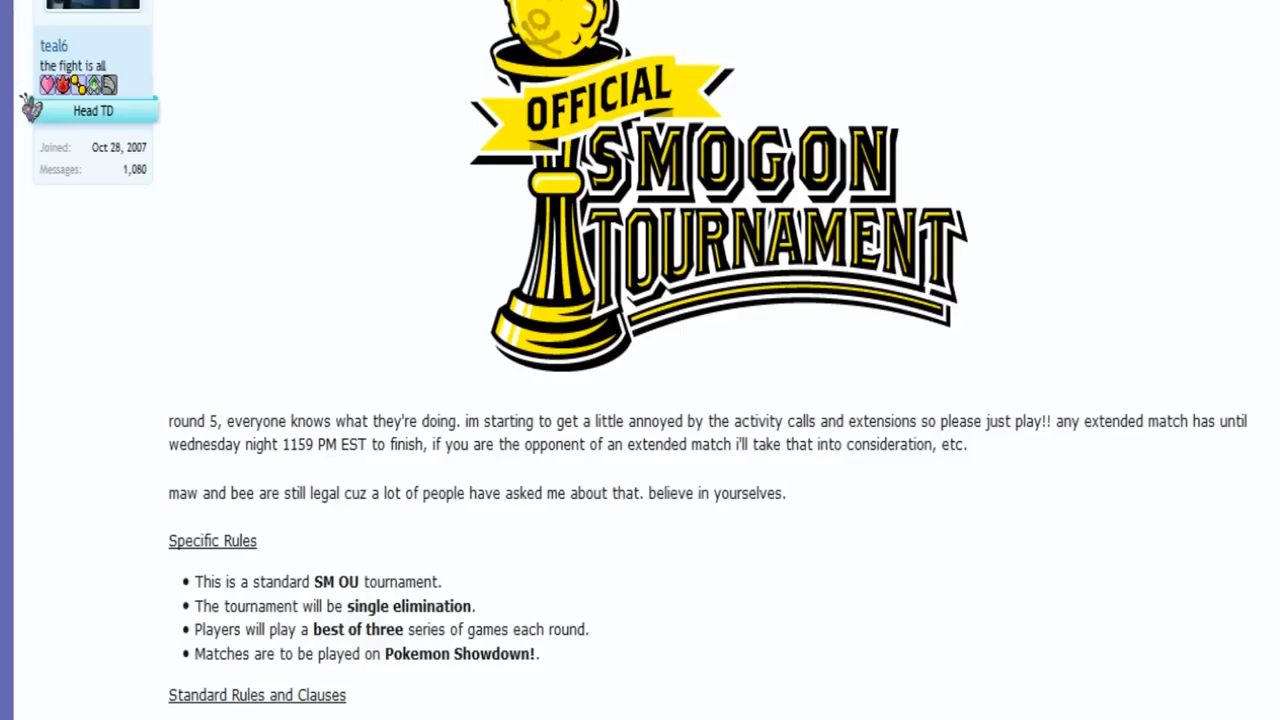 teal6
the fight is all
Head TD
Joined: Oct 28, 2007
Messages: 1,080
OFFICIAL
SMOGON
TOURNAMENT
round 5, everyone knows what they're doing. im starting to get a little annoyed by the activity calls and extensions so please just play!! any extended match has until
wednesday night 1159 PM EST to finish, if you are the opponent of an extended match i'll take that into consideration, etc.
maw and bee are still legal cuz a lot of people have asked me about that. believe in yourselves.
Specific Rules
• This is a standard SM OU tournament.
• The tournament will be single elimination.
• Players will play a best of three series of games each round.
• Matches are to be played on Pokemon Showdown!.
Standard Rules and Clauses